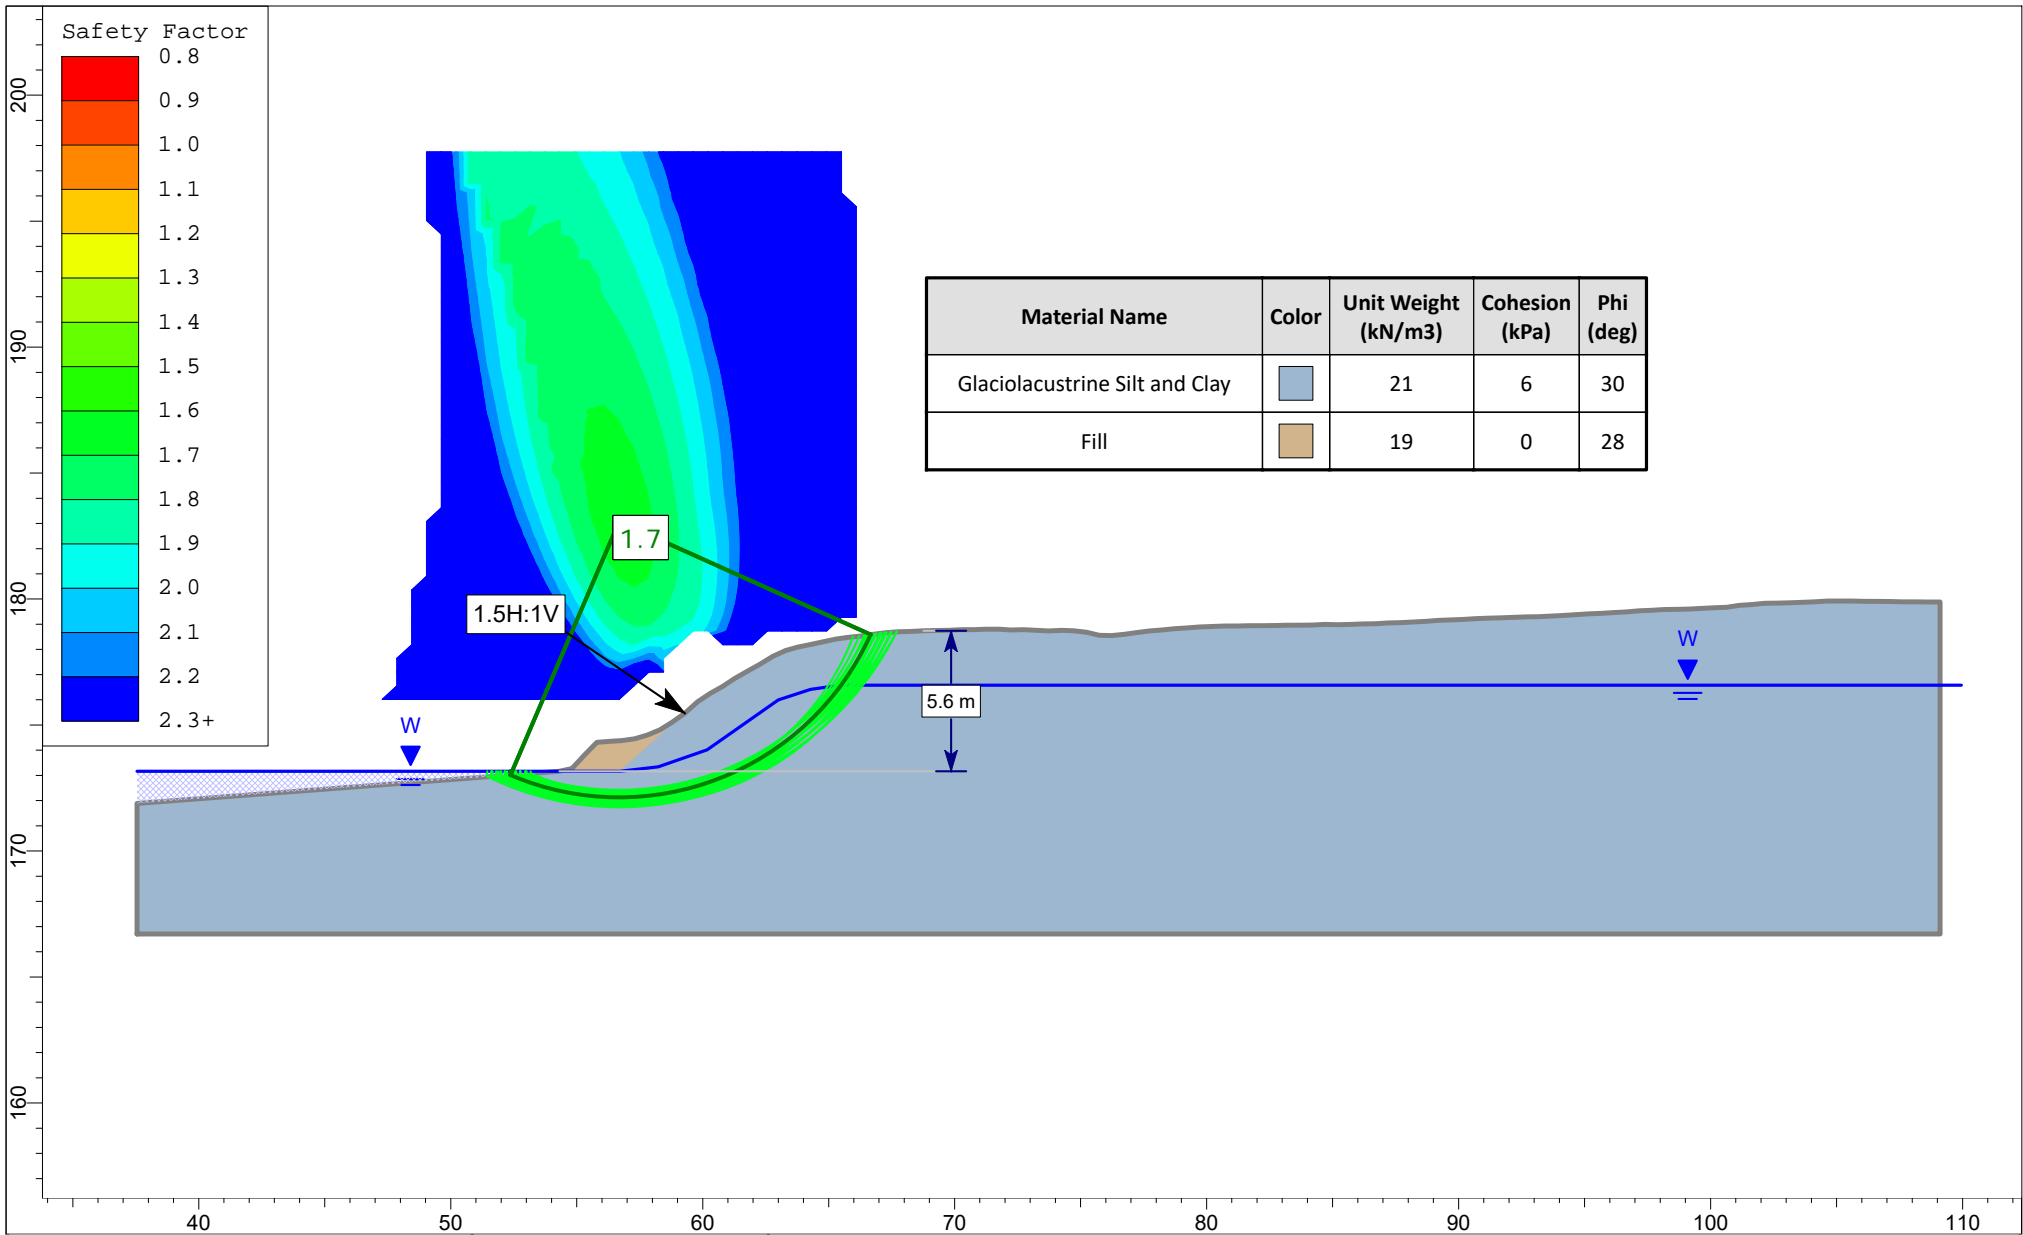 Safety Factor
0.8
0.9
1.0
1.1
1.2
1.3
1.4
1.5
1.6
1.7
1.8
1.9
2.0
2.1
2.2
2.3+
200
190
180
170
160
Material Name Color Unit Weight (kN/m3) Cohesion (kPa) Phi (deg)
Glaciolacustrine Silt and Clay 21 6 30
Fill 19 0 28
1.7
1.5H:1V
W
W
5.6 m
40 50 60 70 80 90 100 110